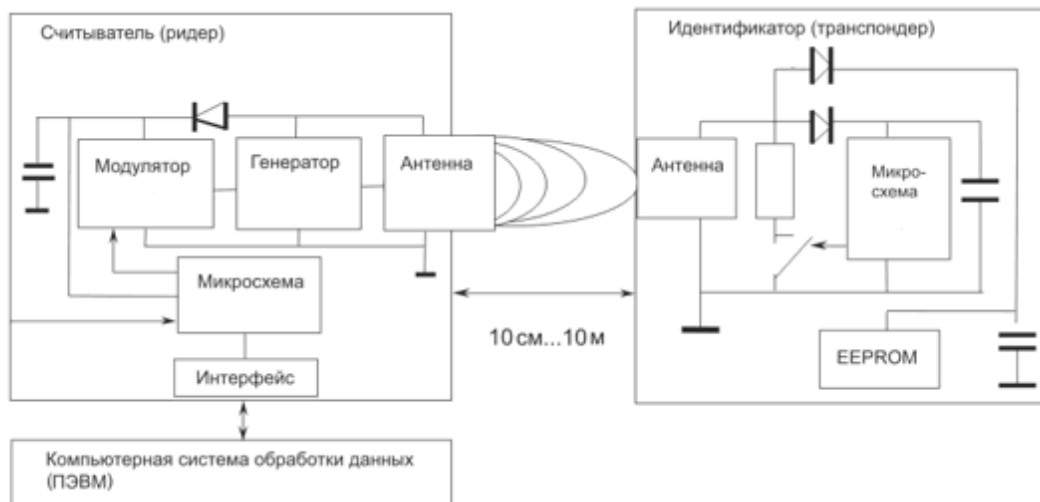 Считыватель (ридер)
Модулятор
Генератор
Антенна
Микросхема
Интерфейс
Компьютерная система обработки данных
(ПЭВМ)
10 см...10 м
Идентификатор (транспондер)
Антенна
Микро-
схема
EEPROM